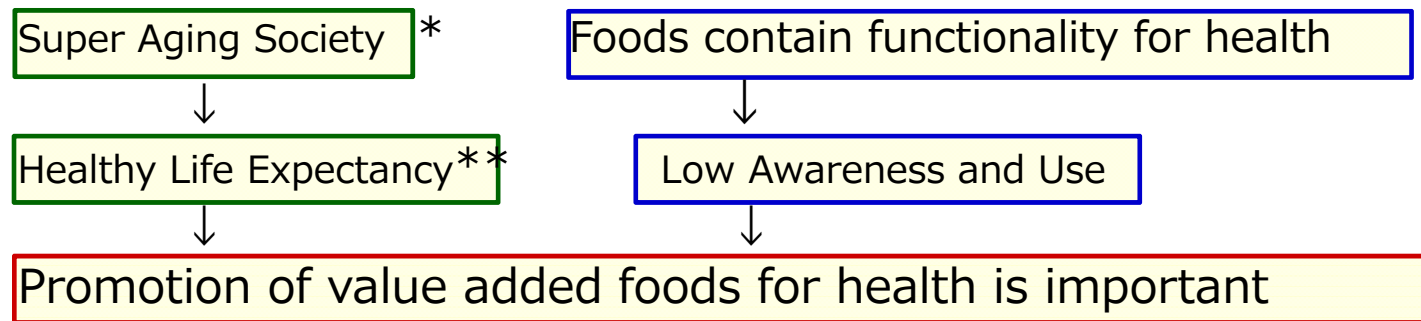 Super Aging Society *
Foods contain functionality for health
↓
↓
Healthy Life Expectancy**
Low Awareness and Use
↓
↓
Promotion of value added foods for health is important